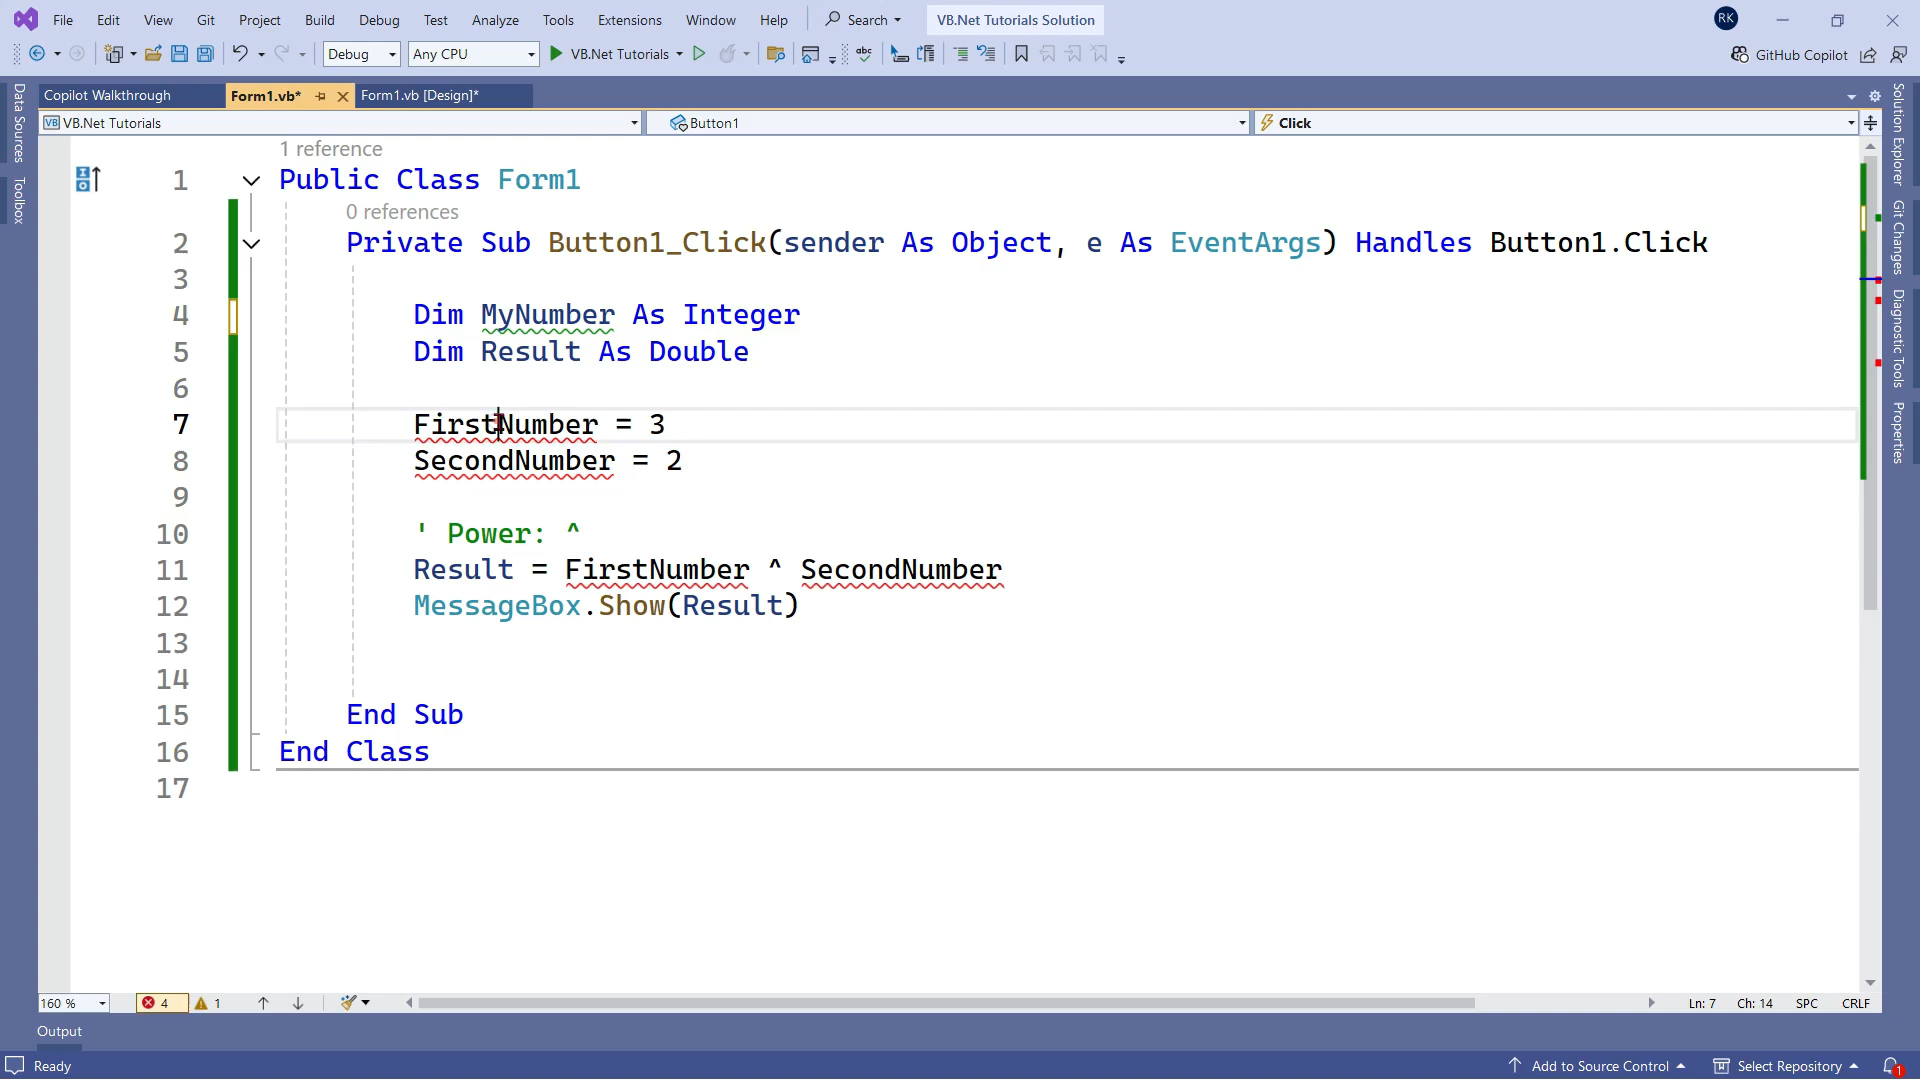 File Edit View Git Project Build Debug Test Analyze Tools Extensions Window Help Search VB.Net Tutorials Solution RK
Debug Any CPU VB.Net Tutorials abc GitHub Copilot
Copilot Walkthrough Form1.vb* Form1.vb [Design]*
VB VB.Net Tutorials Button1 Click
Data Sources
Toolbox
1 reference
1 Public Class Form1
0 references
2 Private Sub Button1_Click(sender As Object, e As EventArgs) Handles Button1.Click
3
4 Dim MyNumber As Integer
5 Dim Result As Double
6
7 FirstNumber = 3
8 SecondNumber = 2
9
10 ' Power: ^
11 Result = FirstNumber ^ SecondNumber
12 MessageBox.Show(Result)
13
14
15 End Sub
16 End Class
17
Solution Explorer
Git Changes
Diagnostic Tools
Properties
160 % 4 1 Ln: 7 Ch: 14 SPC CRLF
Output
Ready Add to Source Control Select Repository 1